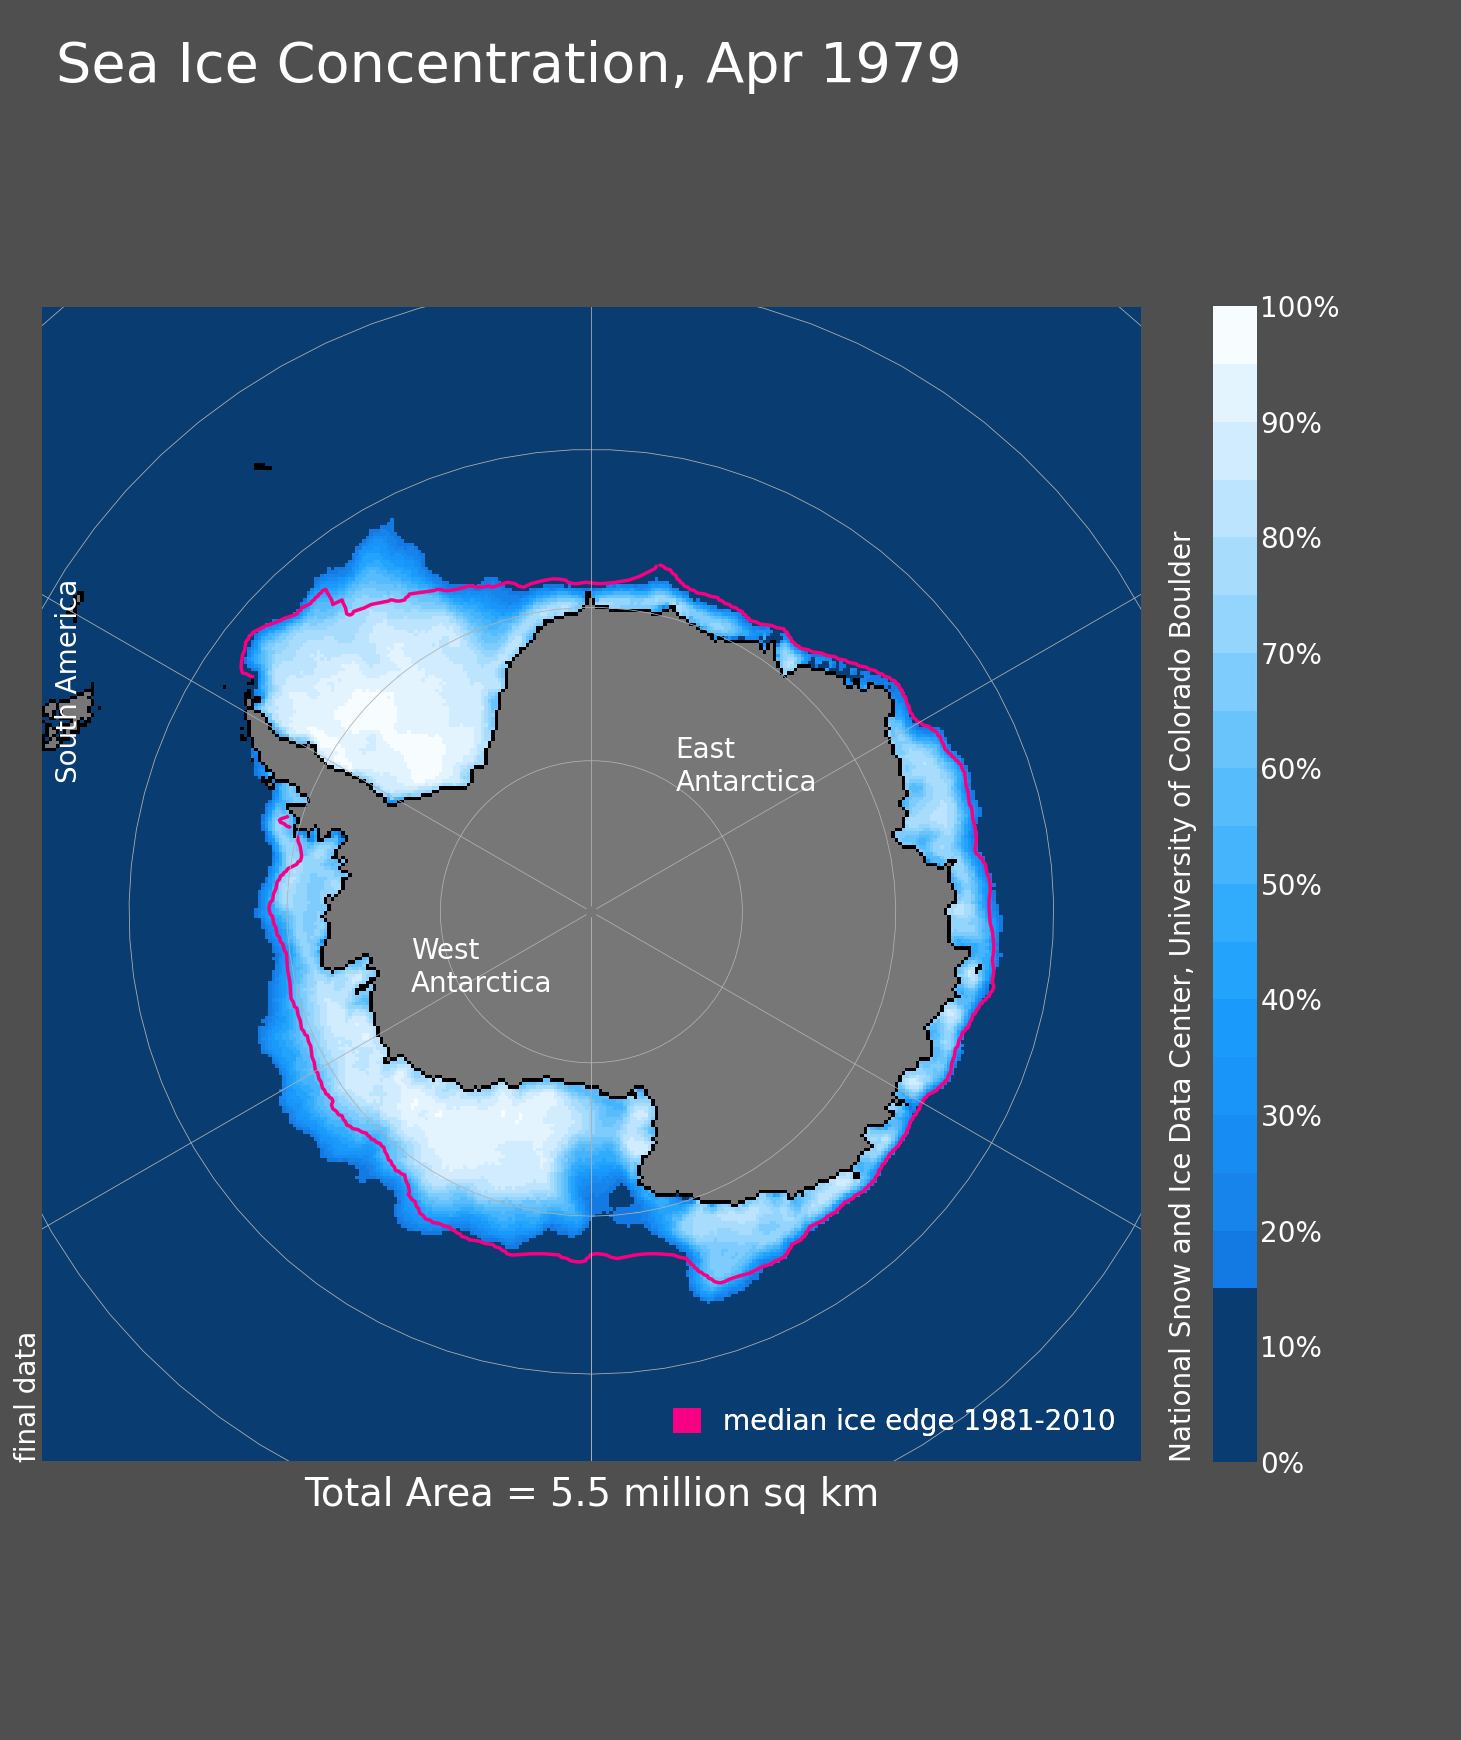 Sea Ice Concentration, Apr 1979
South America
East
Antarctica
West
Antarctica
median ice edge 1981-2010
final data
Total Area = 5.5 million sq km
National Snow and Ice Data Center, University of Colorado Boulder
100%
90%
80%
70%
60%
50%
40%
30%
20%
10%
0%